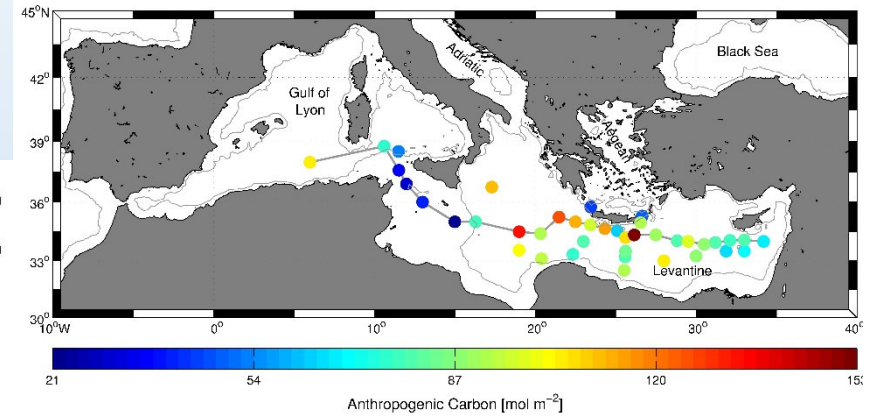 45°N
42°
39°
36°
33°
30°
10°W
0°
10°
20°
30°
40°
Gulf of
Lyon
Adriatic
Aegean
Black Sea
Levantine
21
54
87
120
Anthropogenic Carbon [mol m⁻²]